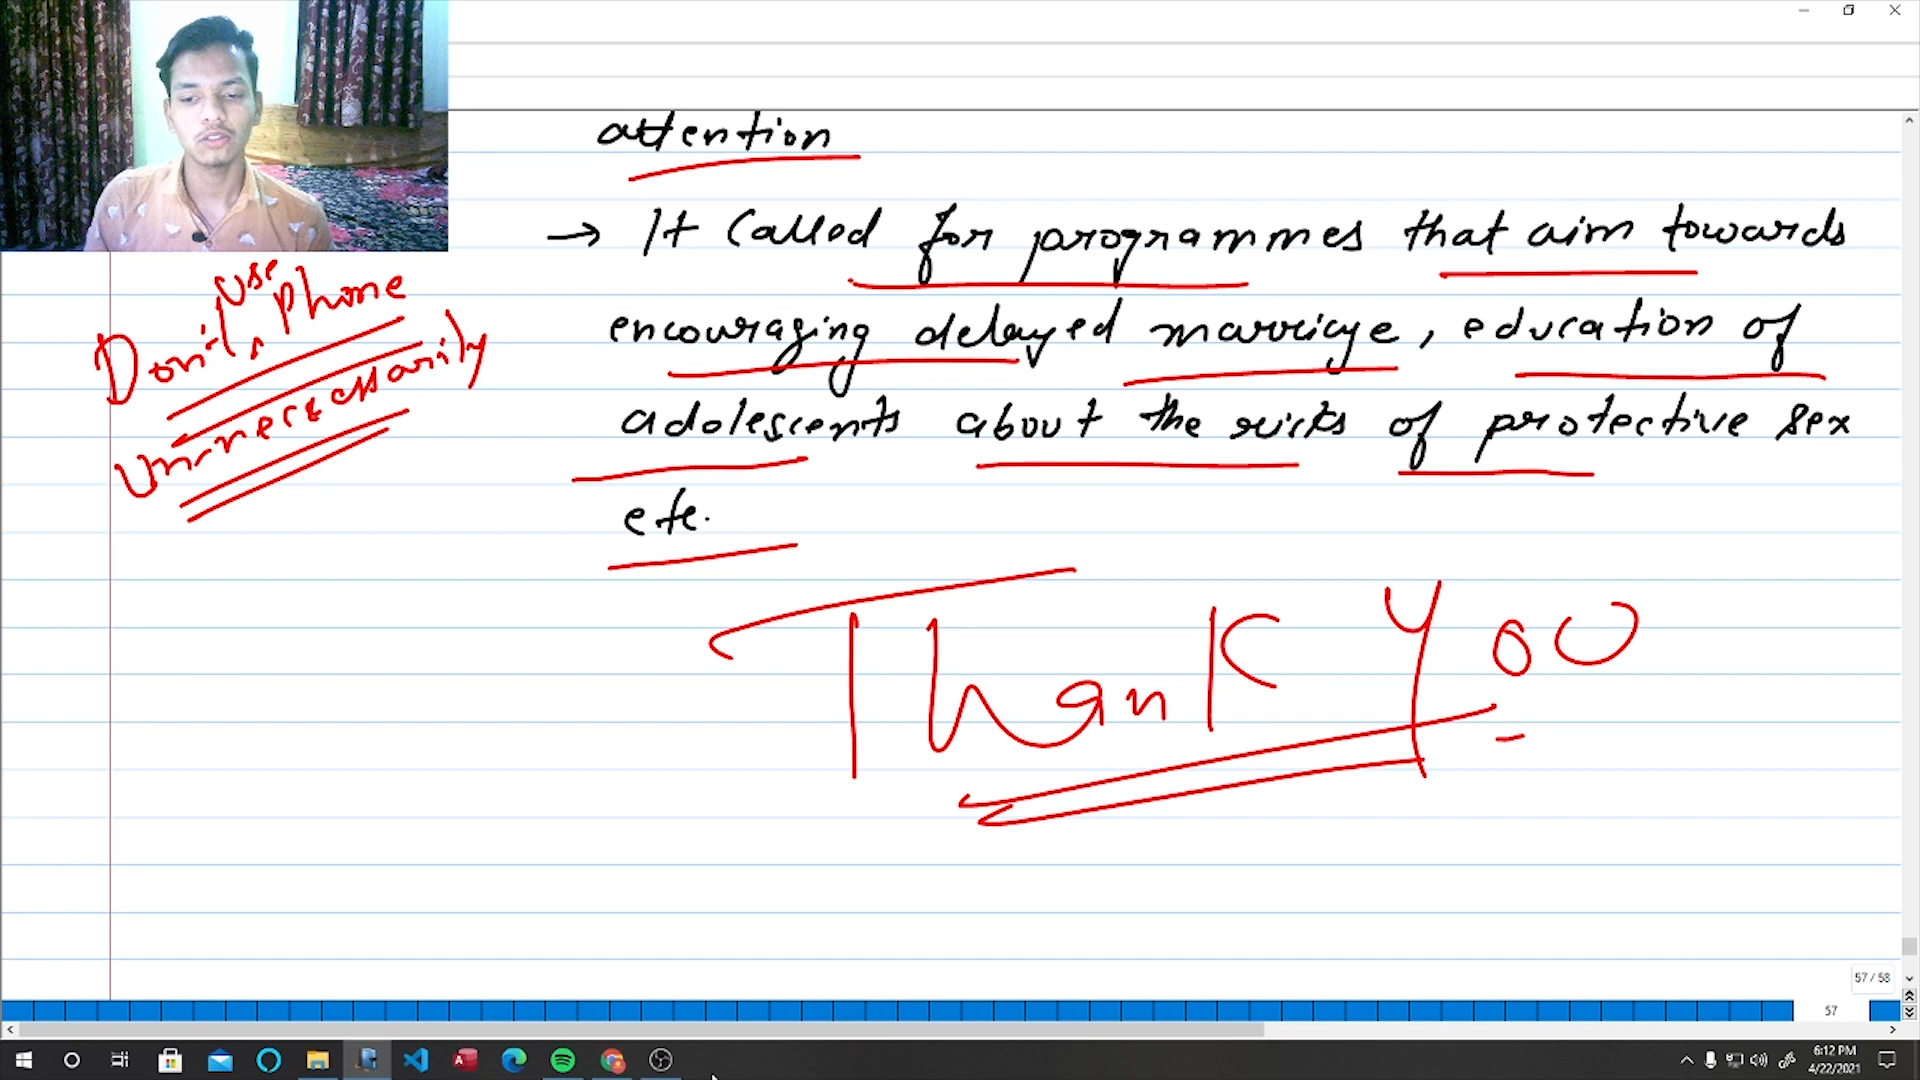 attention
→ It called for programmes that aim towards
encouraging delayed marriage, education of
adolescents about the risks of protective sex
etc.
Don't use Phone
Unnecessarily
Thank You
57 / 58
57
6:12 PM
4/22/2021